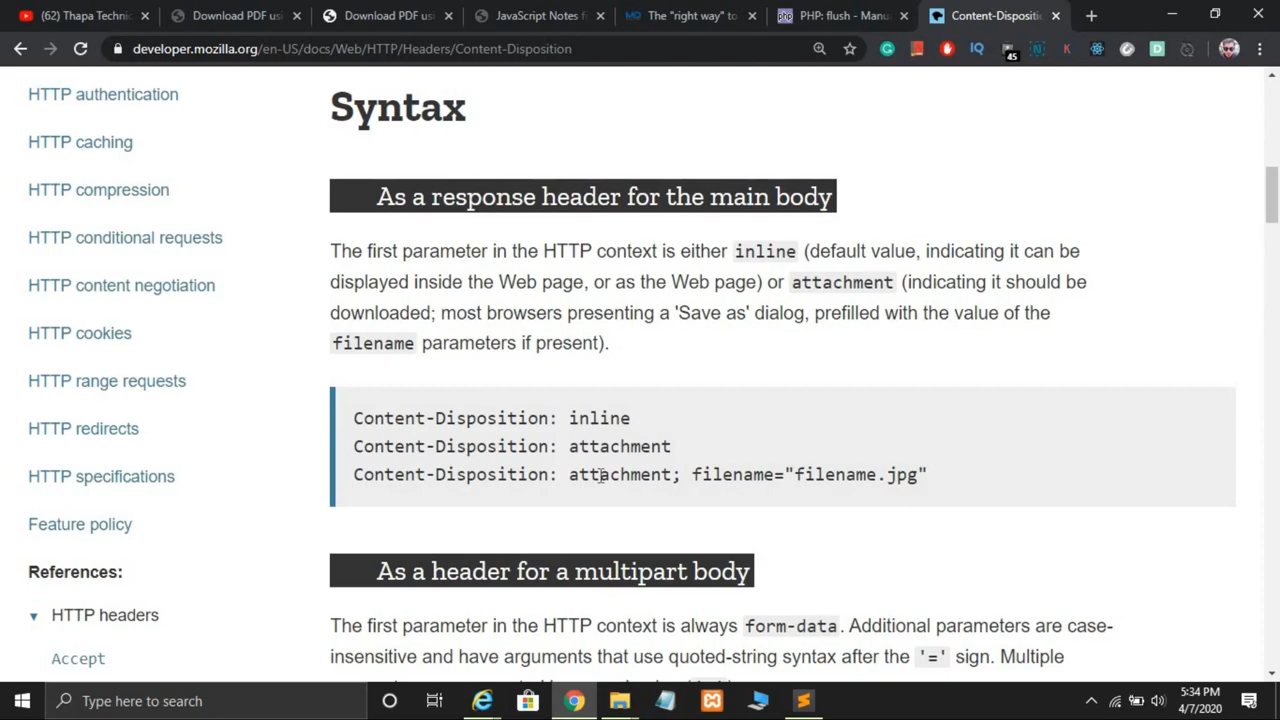 (62) Thapa Technic
Download PDF usi
Download PDF usi
JavaScript Notes f
The "right way" to
PHP: flush - Manu
Content-Dispositi
developer.mozilla.org/en-US/docs/Web/HTTP/Headers/Content-Disposition
45
HTTP authentication
HTTP caching
HTTP compression
HTTP conditional requests
HTTP content negotiation
HTTP cookies
HTTP range requests
HTTP redirects
HTTP specifications
Feature policy
References:
HTTP headers
Accept
Syntax
As a response header for the main body
The first parameter in the HTTP context is either inline (default value, indicating it can be
displayed inside the Web page, or as the Web page) or attachment (indicating it should be
downloaded; most browsers presenting a 'Save as' dialog, prefilled with the value of the
filename parameters if present).
Content-Disposition: inline
Content-Disposition: attachment
Content-Disposition: attachment; filename="filename.jpg"
As a header for a multipart body
The first parameter in the HTTP context is always form-data. Additional parameters are case-
insensitive and have arguments that use quoted-string syntax after the '=' sign. Multiple
Type here to search
5:34 PM
4/7/2020